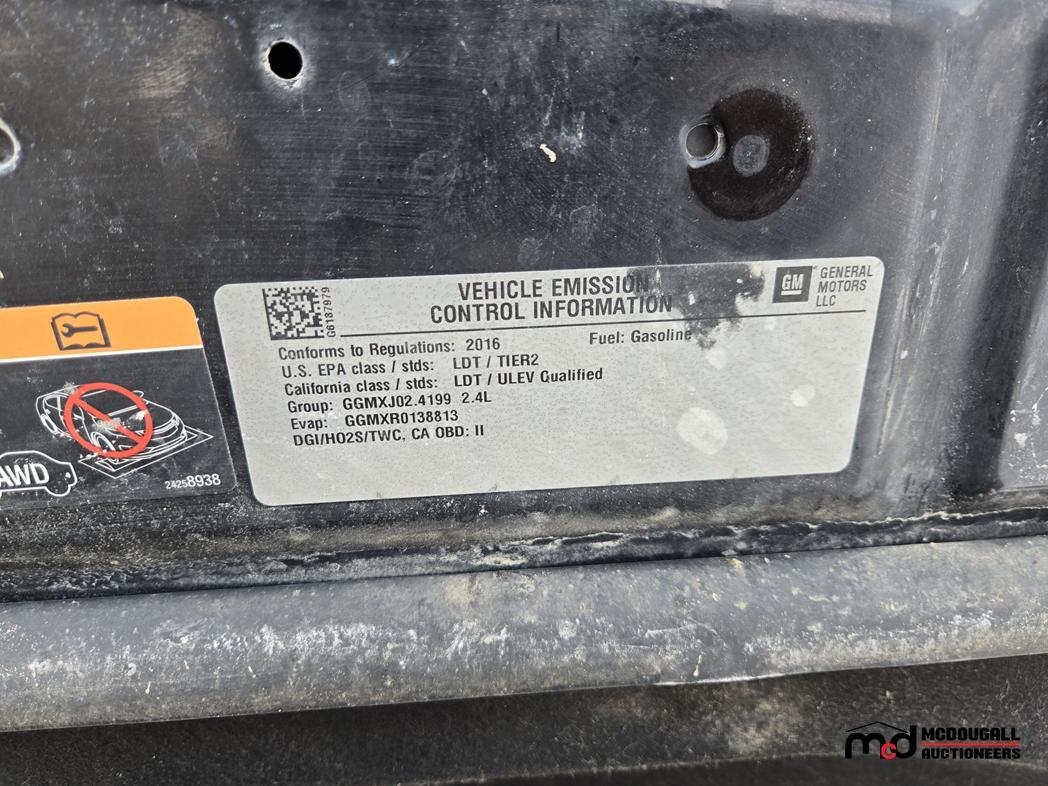 VEHICLE EMISSION
CONTROL INFORMATION
GM
GENERAL
MOTORS
LLC
G6187979
Conforms to Regulations: 2016
Fuel: Gasoline
U.S. EPA class / stds: LDT / TIER2
California class / stds: LDT / ULEV Qualified
Group: GGMXJ02.4199 2.4L
Evap: GGMXR0138813
DGI/HO2S/TWC, CA OBD: II
AWD
24258938
mcd
MCDOUGALL
AUCTIONEERS